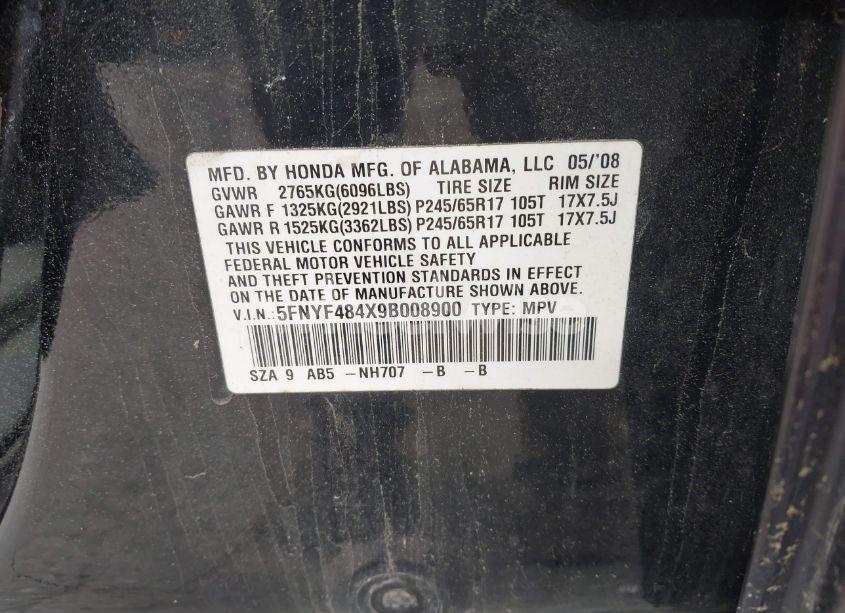 MFD. BY HONDA MFG. OF ALABAMA, LLC 05/'08
GVWR 2765KG(6096LBS) TIRE SIZE RIM SIZE
GAWR F 1325KG(2921LBS) P245/65R17 105T 17X7.5J
GAWR R 1525KG(3362LBS) P245/65R17 105T 17X7.5J
THIS VEHICLE CONFORMS TO ALL APPLICABLE
FEDERAL MOTOR VEHICLE SAFETY
AND THEFT PREVENTION STANDARDS IN EFFECT
ON THE DATE OF MANUFACTURE SHOWN ABOVE.
V.I.N.: 5FNYF484X9B008900 TYPE: MPV
SZA 9 AB5 -NH707 -B -B